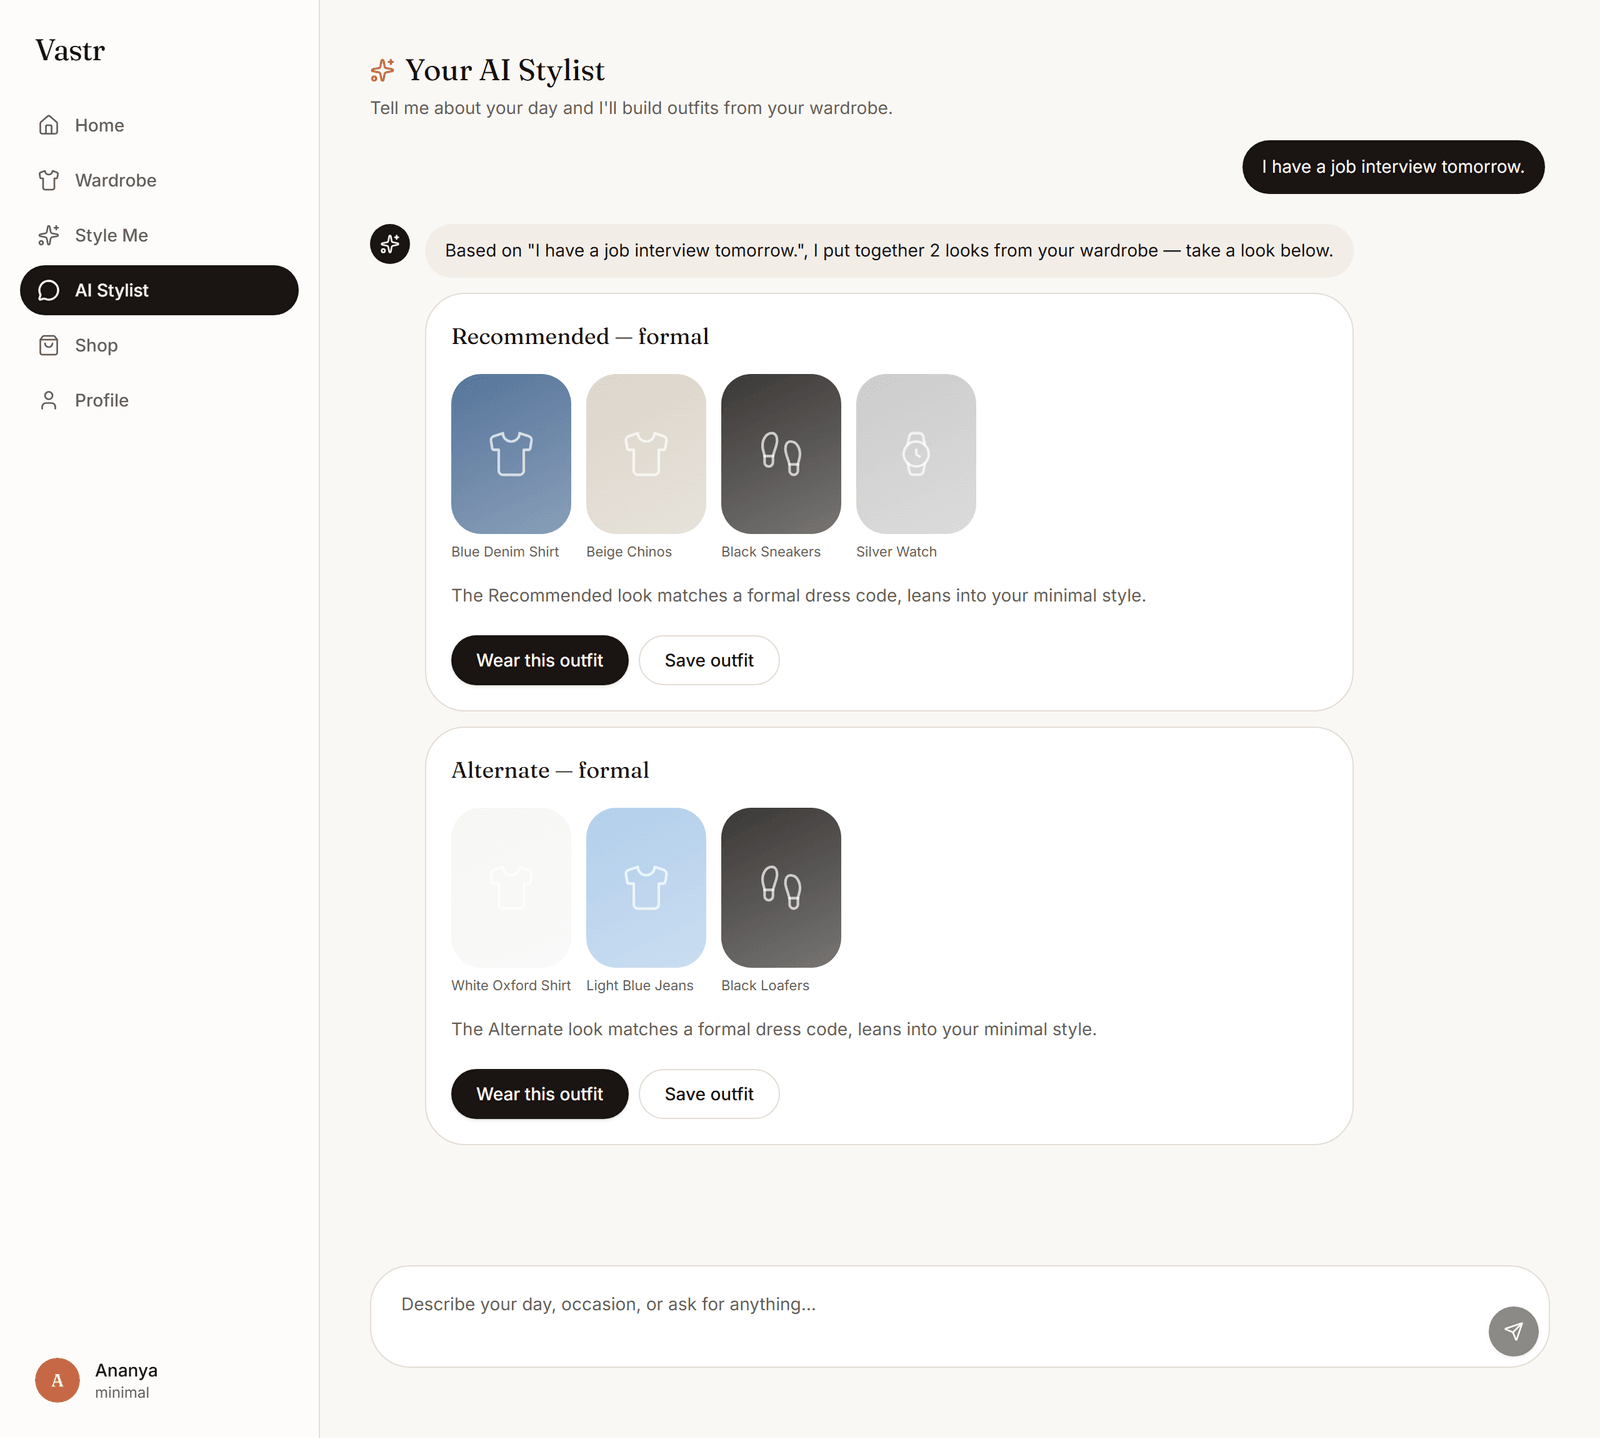 Vastr
Home
Wardrobe
Style Me
AI Stylist
Shop
Profile
Your AI Stylist
Tell me about your day and I'll build outfits from your wardrobe.
I have a job interview tomorrow.
Based on "I have a job interview tomorrow.", I put together 2 looks from your wardrobe — take a look below.
Recommended — formal
Blue Denim Shirt
Beige Chinos
Black Sneakers
Silver Watch
The Recommended look matches a formal dress code, leans into your minimal style.
Wear this outfit
Save outfit
Alternate — formal
White Oxford Shirt
Light Blue Jeans
Black Loafers
The Alternate look matches a formal dress code, leans into your minimal style.
Wear this outfit
Save outfit
Describe your day, occasion, or ask for anything...
A
Ananya
minimal